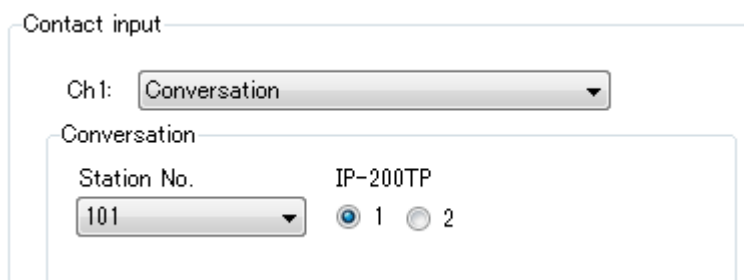 Contact input
Ch1: Conversation
Conversation
Station No. IP-200TP
101 1 2